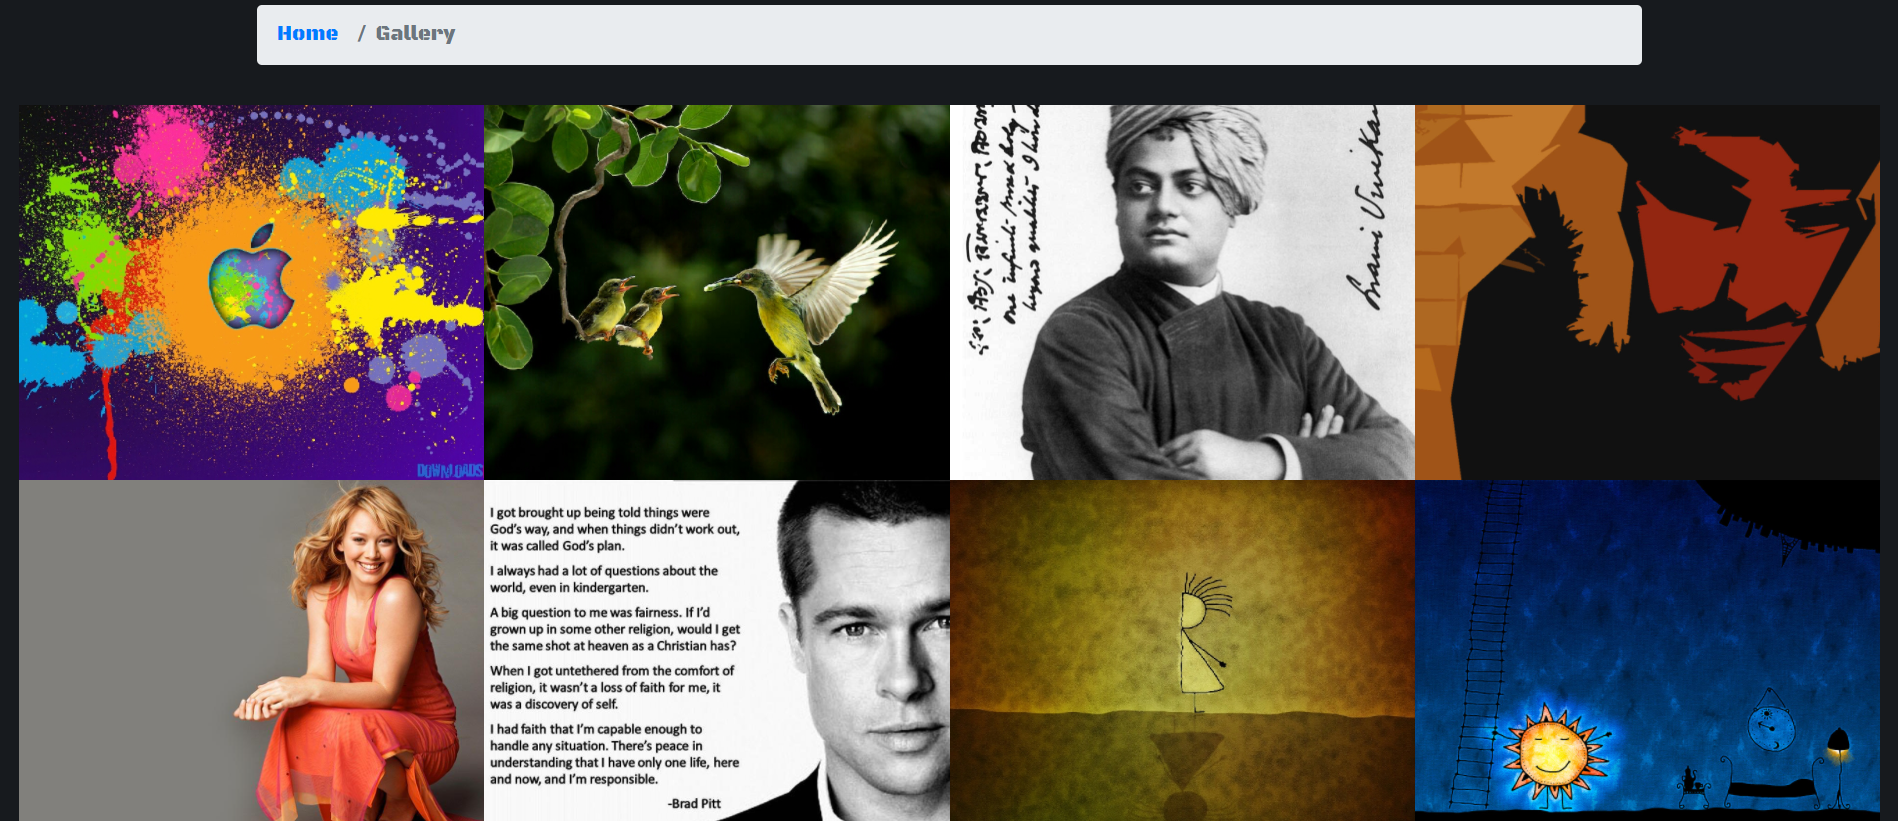 Home / Gallery
DOWNLOADS
Swami Vivekan
I got brought up being told things were
God's way, and when things didn't work out,
it was called God's plan.
I always had a lot of questions about the
world, even in kindergarten.
A big question to me was fairness. If I'd
grown up in some other religion, would I get
the same shot at heaven as a Christian has?
When I got untethered from the comfort of
religion, it wasn't a loss of faith for me, it
was a discovery of self.
I had faith that I'm capable enough to
handle any situation. There's peace in
understanding that I have only one life, here
and now, and I'm responsible.
-Brad Pitt